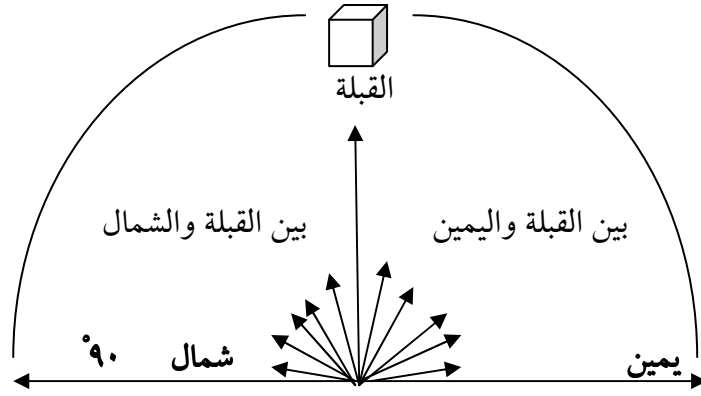 القبلة
بين القبلة واليمين
بين القبلة والشمال
يمين
شمال
٩٠°